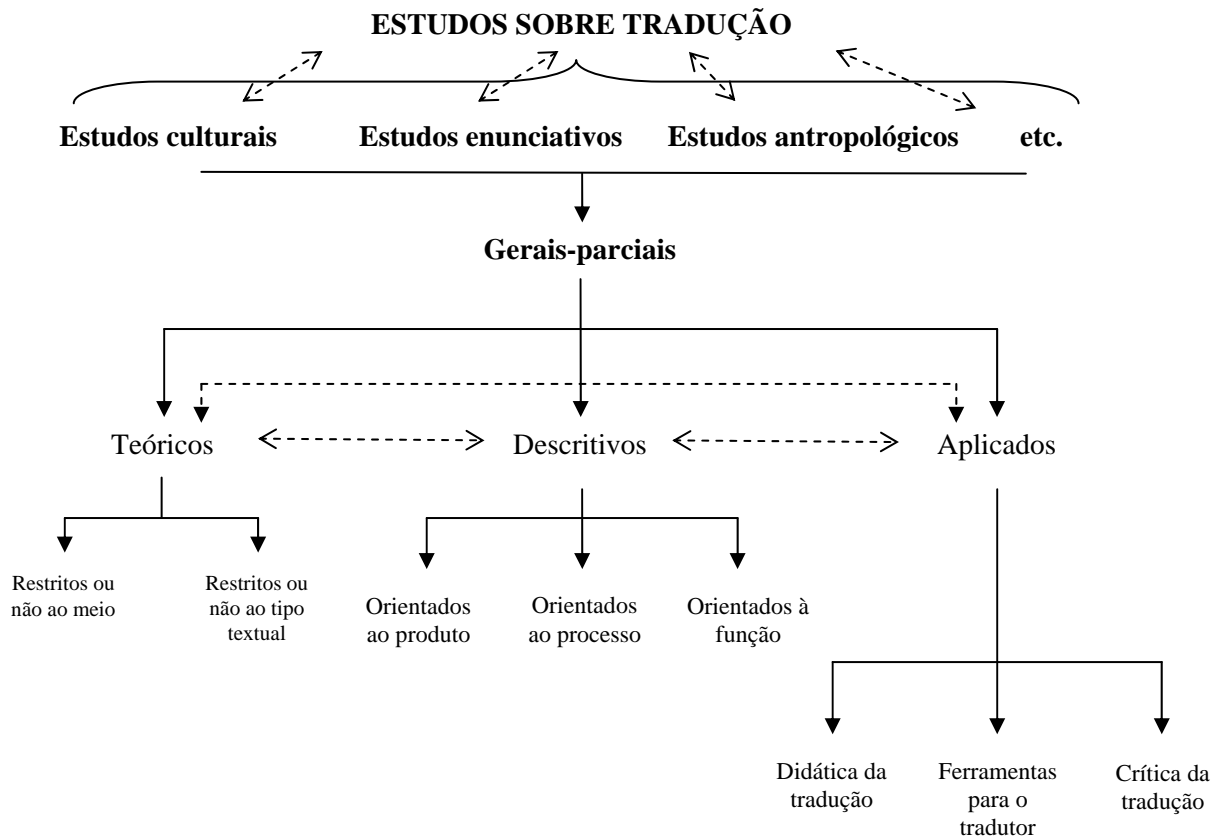 ESTUDOS SOBRE TRADUÇÃO
Estudos culturais Estudos enunciativos Estudos antropológicos etc.
Gerais-parciais
Teóricos Descritivos Aplicados
Restritos ou
não ao meio
Restritos ou
não ao tipo
textual
Orientados
ao produto
Orientados
ao processo
Orientados à
função
Didática da
tradução
Ferramentas
para o
tradutor
Crítica da
tradução